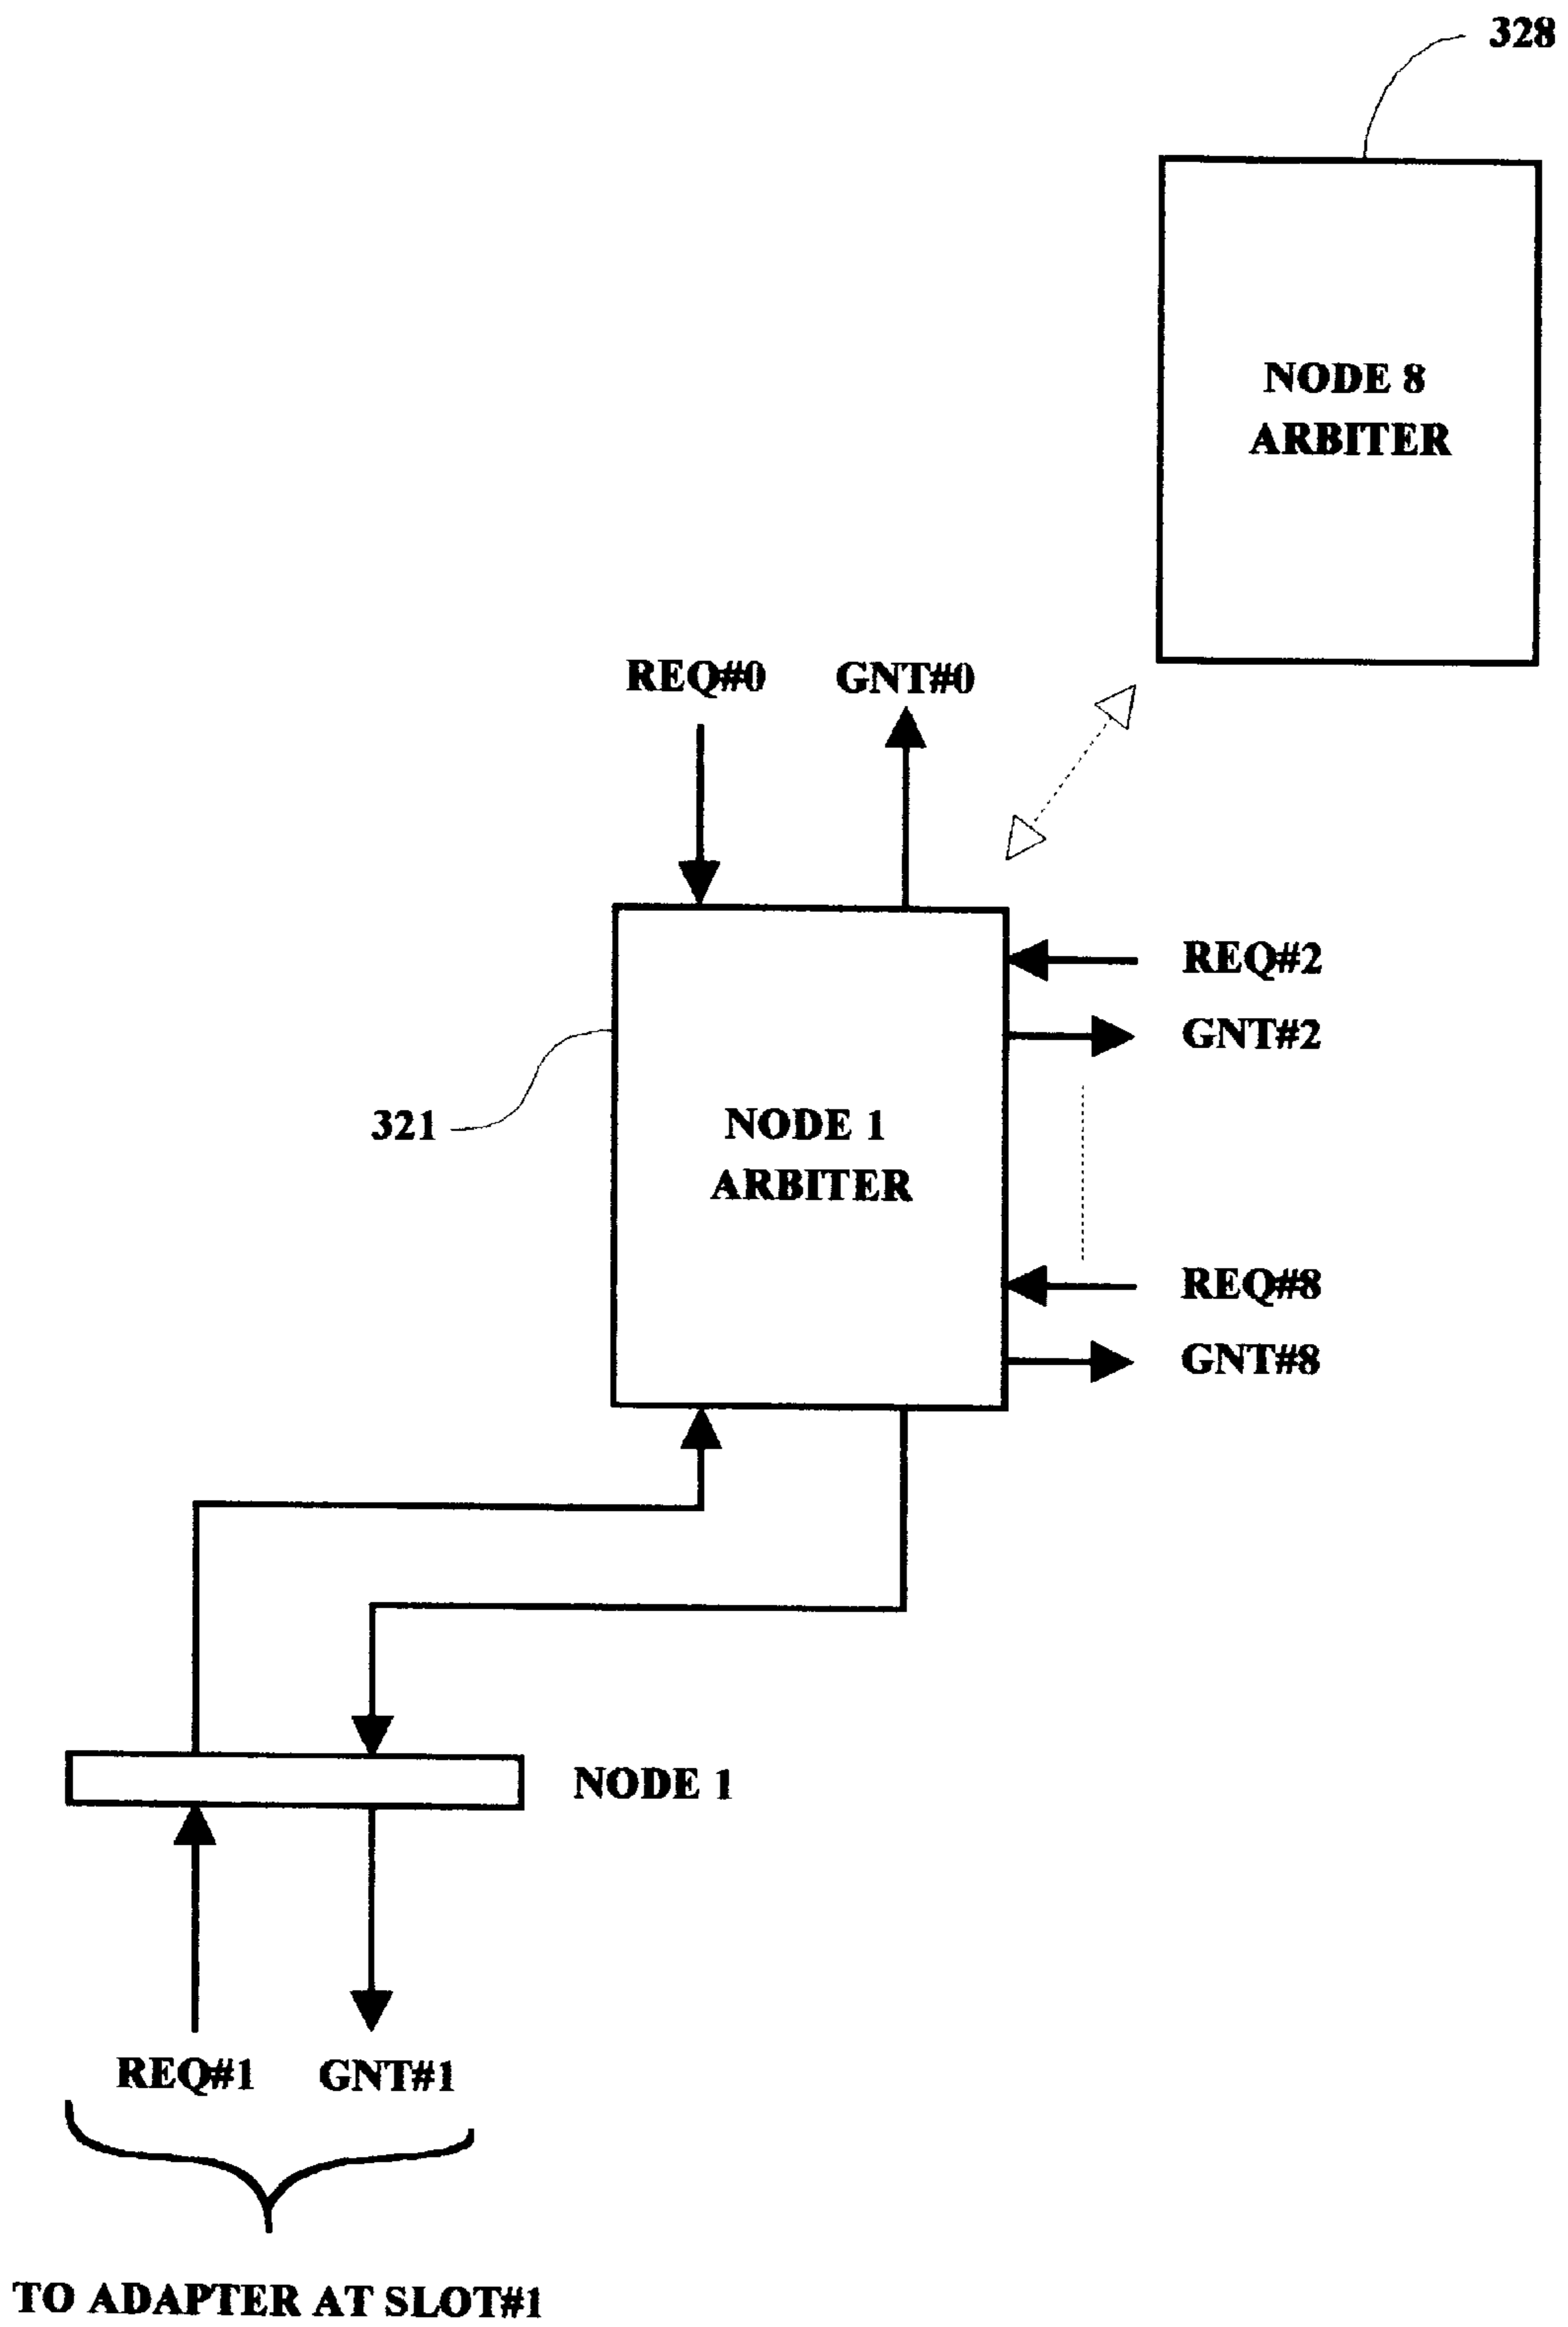 328
NODE 8
ARBITER
REQ#0 GNT#0
REQ#2
GNT#2
321
NODE 1
ARBITER
REQ#8
GNT#8
NODE 1
REQ#1 GNT#1
TO ADAPTER AT SLOT#1